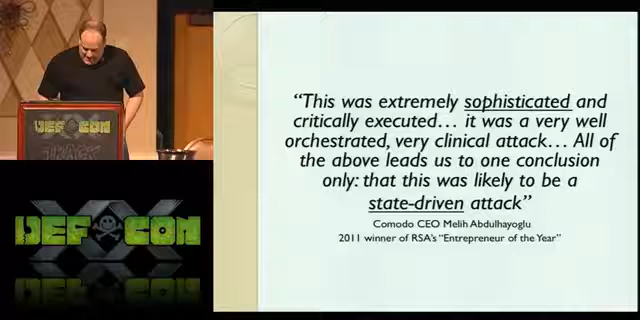 DEF CON
TRACK
XX
DEF CON
"This was extremely sophisticated and
critically executed… it was a very well
orchestrated, very clinical attack… All of
the above leads us to one conclusion
only: that this was likely to be a
state-driven attack"
Comodo CEO Melih Abdulhayoglu
2011 winner of RSA's "Entrepreneur of the Year"